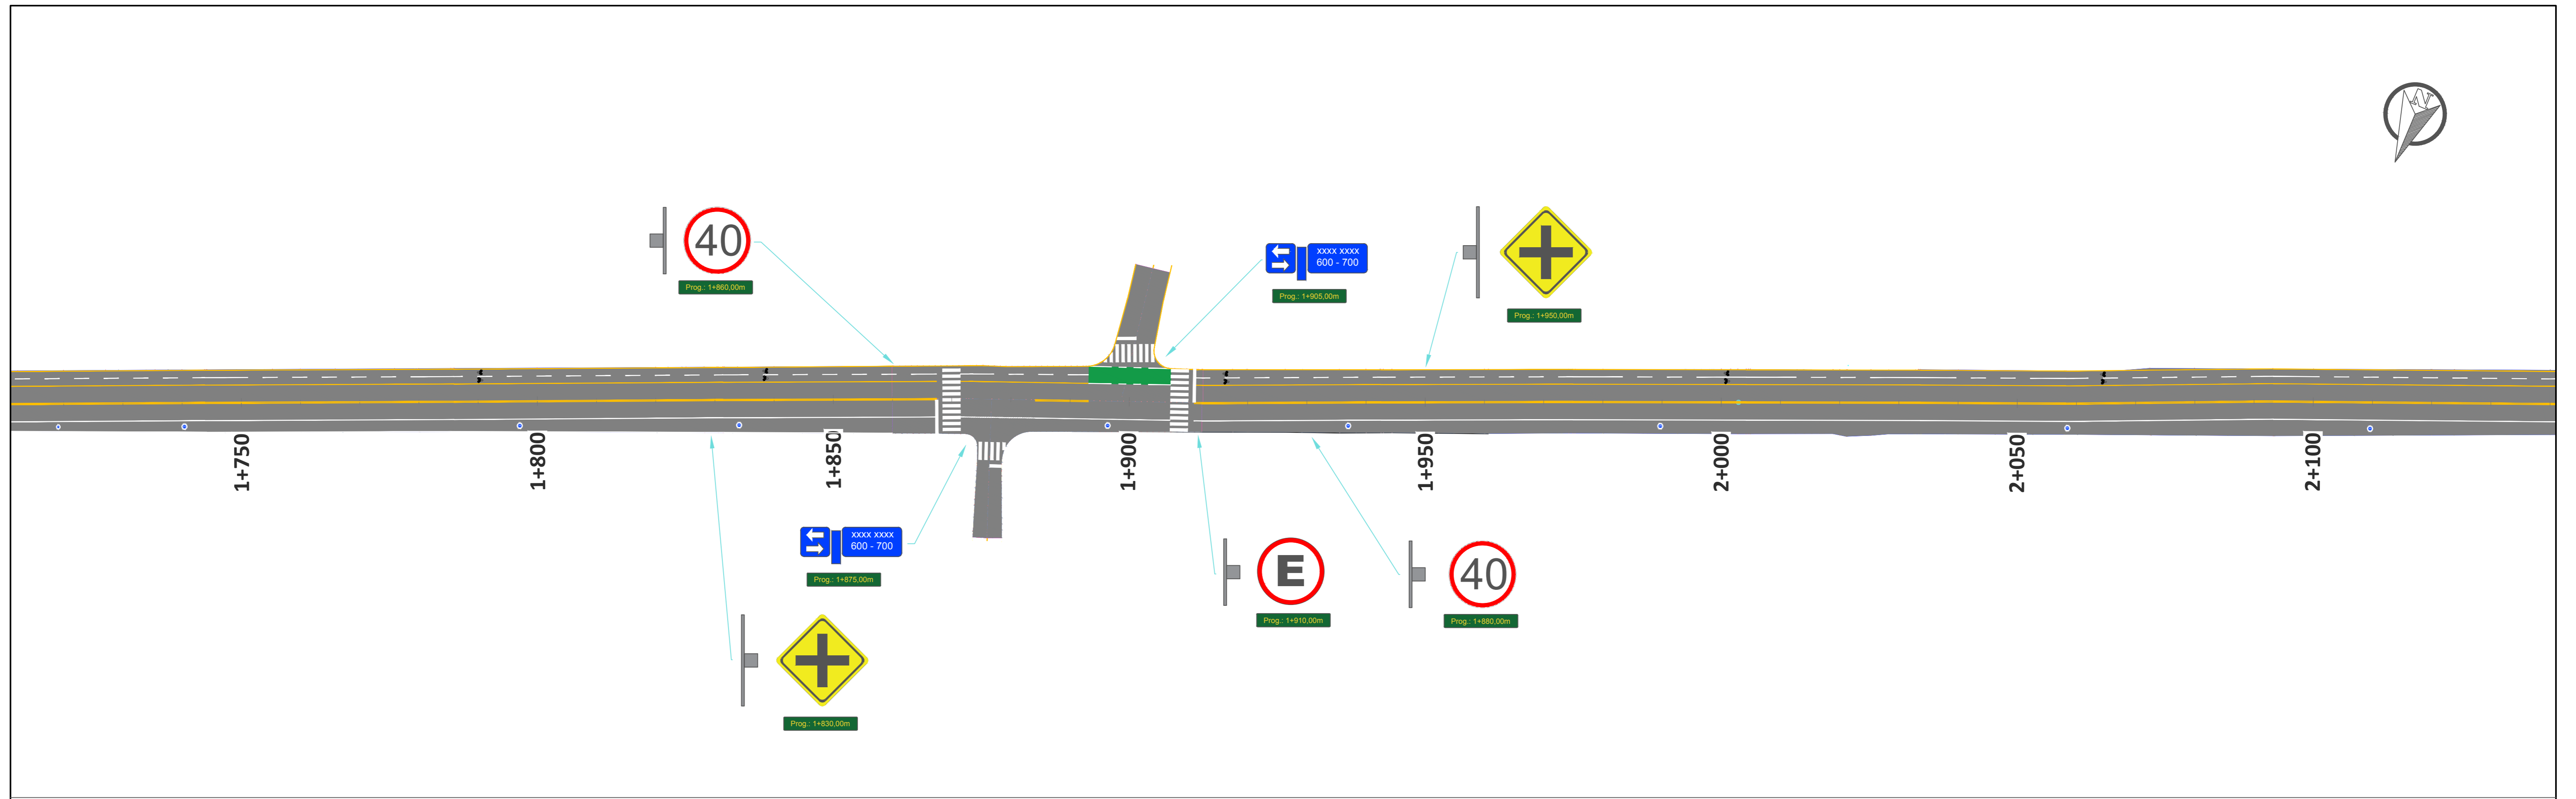 N
40
Prog.: 1+860,00m
xxxx xxxx
600 - 700
Prog.: 1+905,00m
Prog.: 1+950,00m
1+750
1+800
1+850
1+900
1+950
2+000
2+050
2+100
xxxx xxxx
600 - 700
Prog.: 1+875,00m
E
Prog.: 1+910,00m
40
Prog.: 1+880,00m
Prog.: 1+830,00m